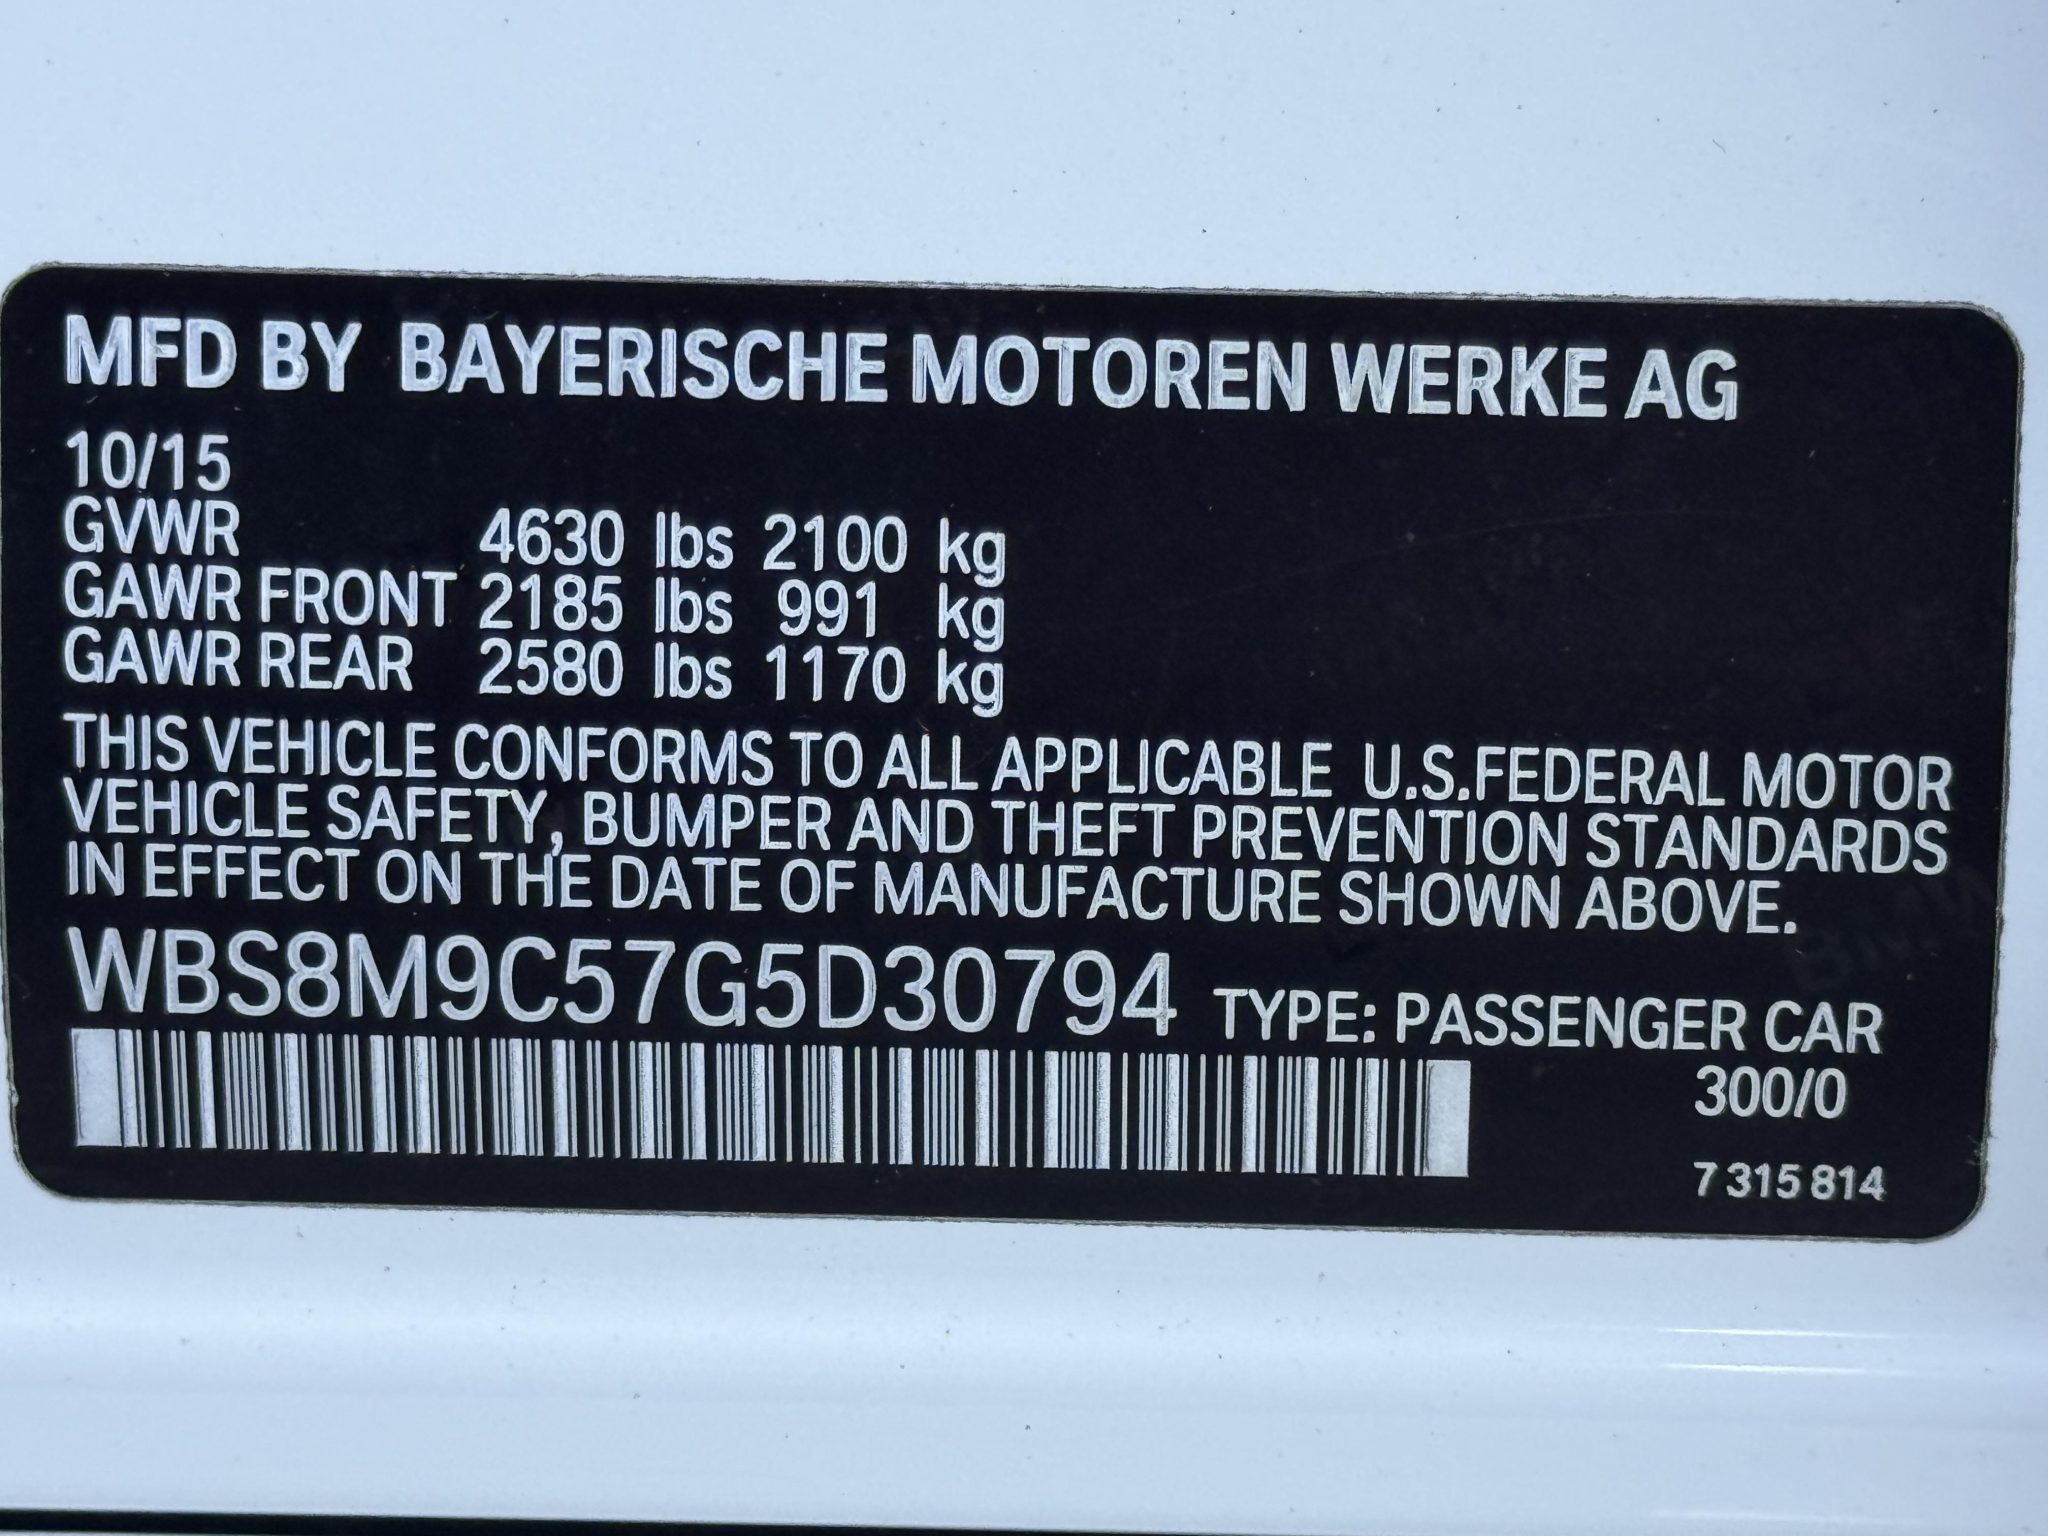 MFD BY BAYERISCHE MOTOREN WERKE AG
10/15
GVWR 4630 lbs 2100 kg
GAWR FRONT 2185 lbs 991 kg
GAWR REAR 2580 lbs 1170 kg
THIS VEHICLE CONFORMS TO ALL APPLICABLE U.S.FEDERAL MOTOR
VEHICLE SAFETY, BUMPER AND THEFT PREVENTION STANDARDS
IN EFFECT ON THE DATE OF MANUFACTURE SHOWN ABOVE.
WBS8M9C57G5D30794 TYPE: PASSENGER CAR
300/0
7 315 814